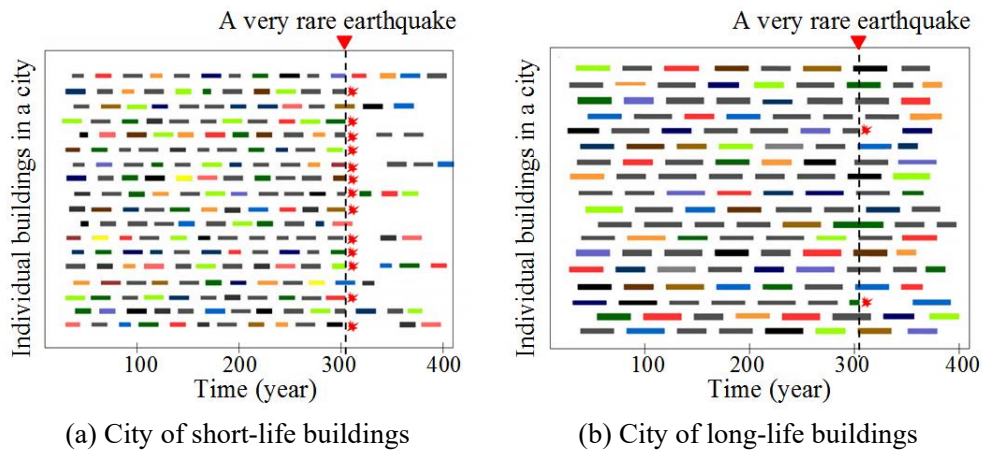 A very rare earthquake
Individual buildings in a city
100 200 300 400
Time (year)
(a) City of short-life buildings
A very rare earthquake
Individual buildings in a city
100 200 300 400
Time (year)
(b) City of long-life buildings